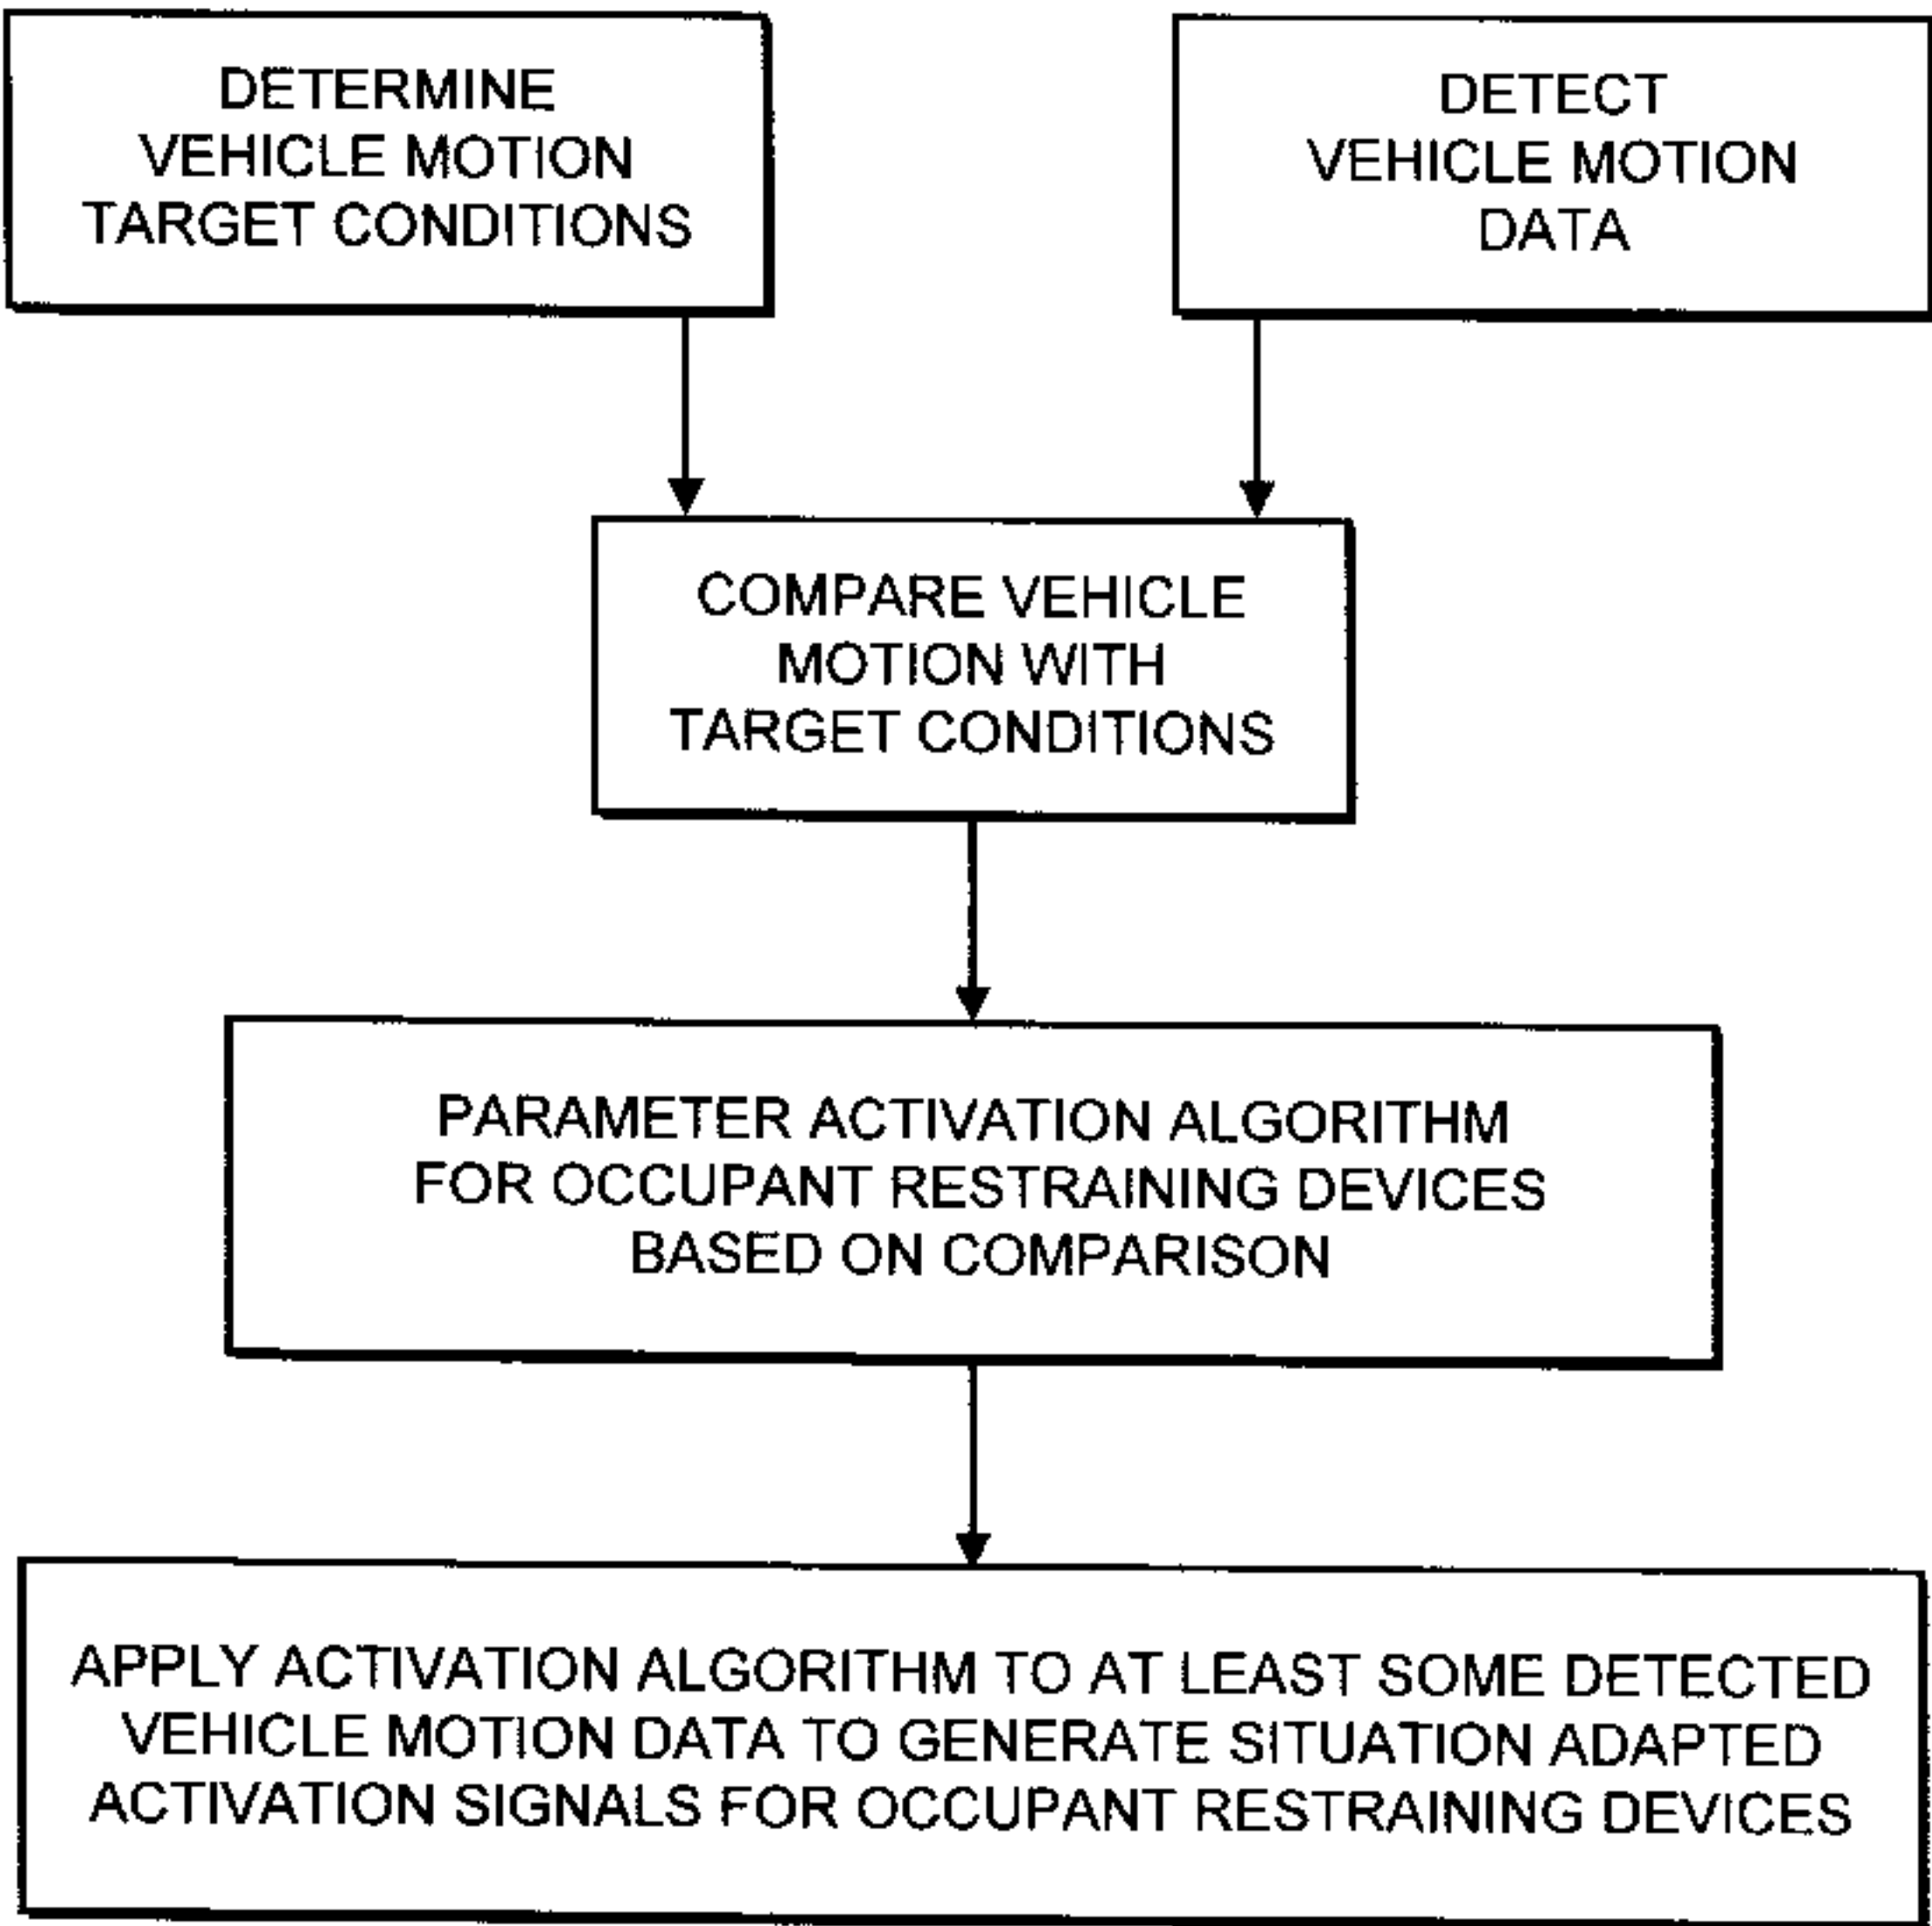 DETERMINE
VEHICLE MOTION
TARGET CONDITIONS
DETECT
VEHICLE MOTION
DATA
COMPARE VEHICLE
MOTION WITH
TARGET CONDITIONS
PARAMETER ACTIVATION ALGORITHM
FOR OCCUPANT RESTRAINING DEVICES
BASED ON COMPARISON
APPLY ACTIVATION ALGORITHM TO AT LEAST SOME DETECTED
VEHICLE MOTION DATA TO GENERATE SITUATION ADAPTED
ACTIVATION SIGNALS FOR OCCUPANT RESTRAINING DEVICES